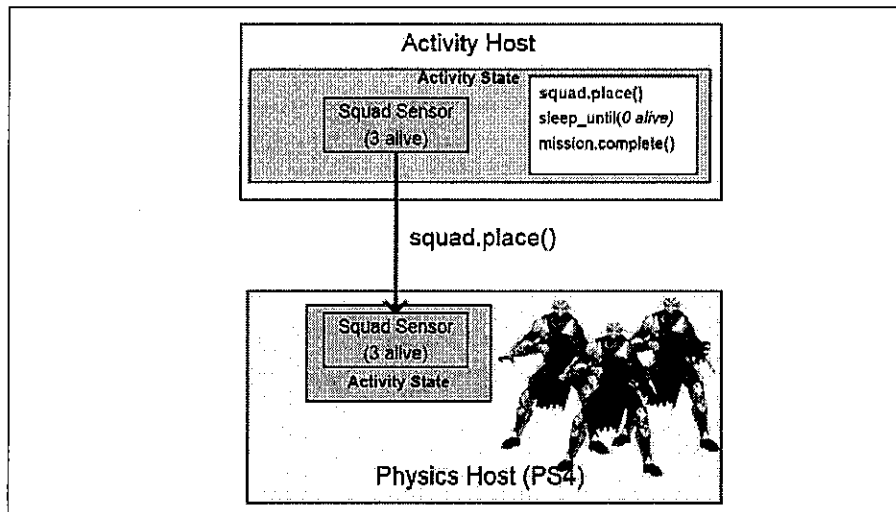 Activity Host
Activity State
Squad Sensor
(3 alive)
squad.place()
sleep_until(0 alive)
mission.complete()
squad.place()
Squad Sensor
(3 alive)
Activity State
Physics Host (PS4)